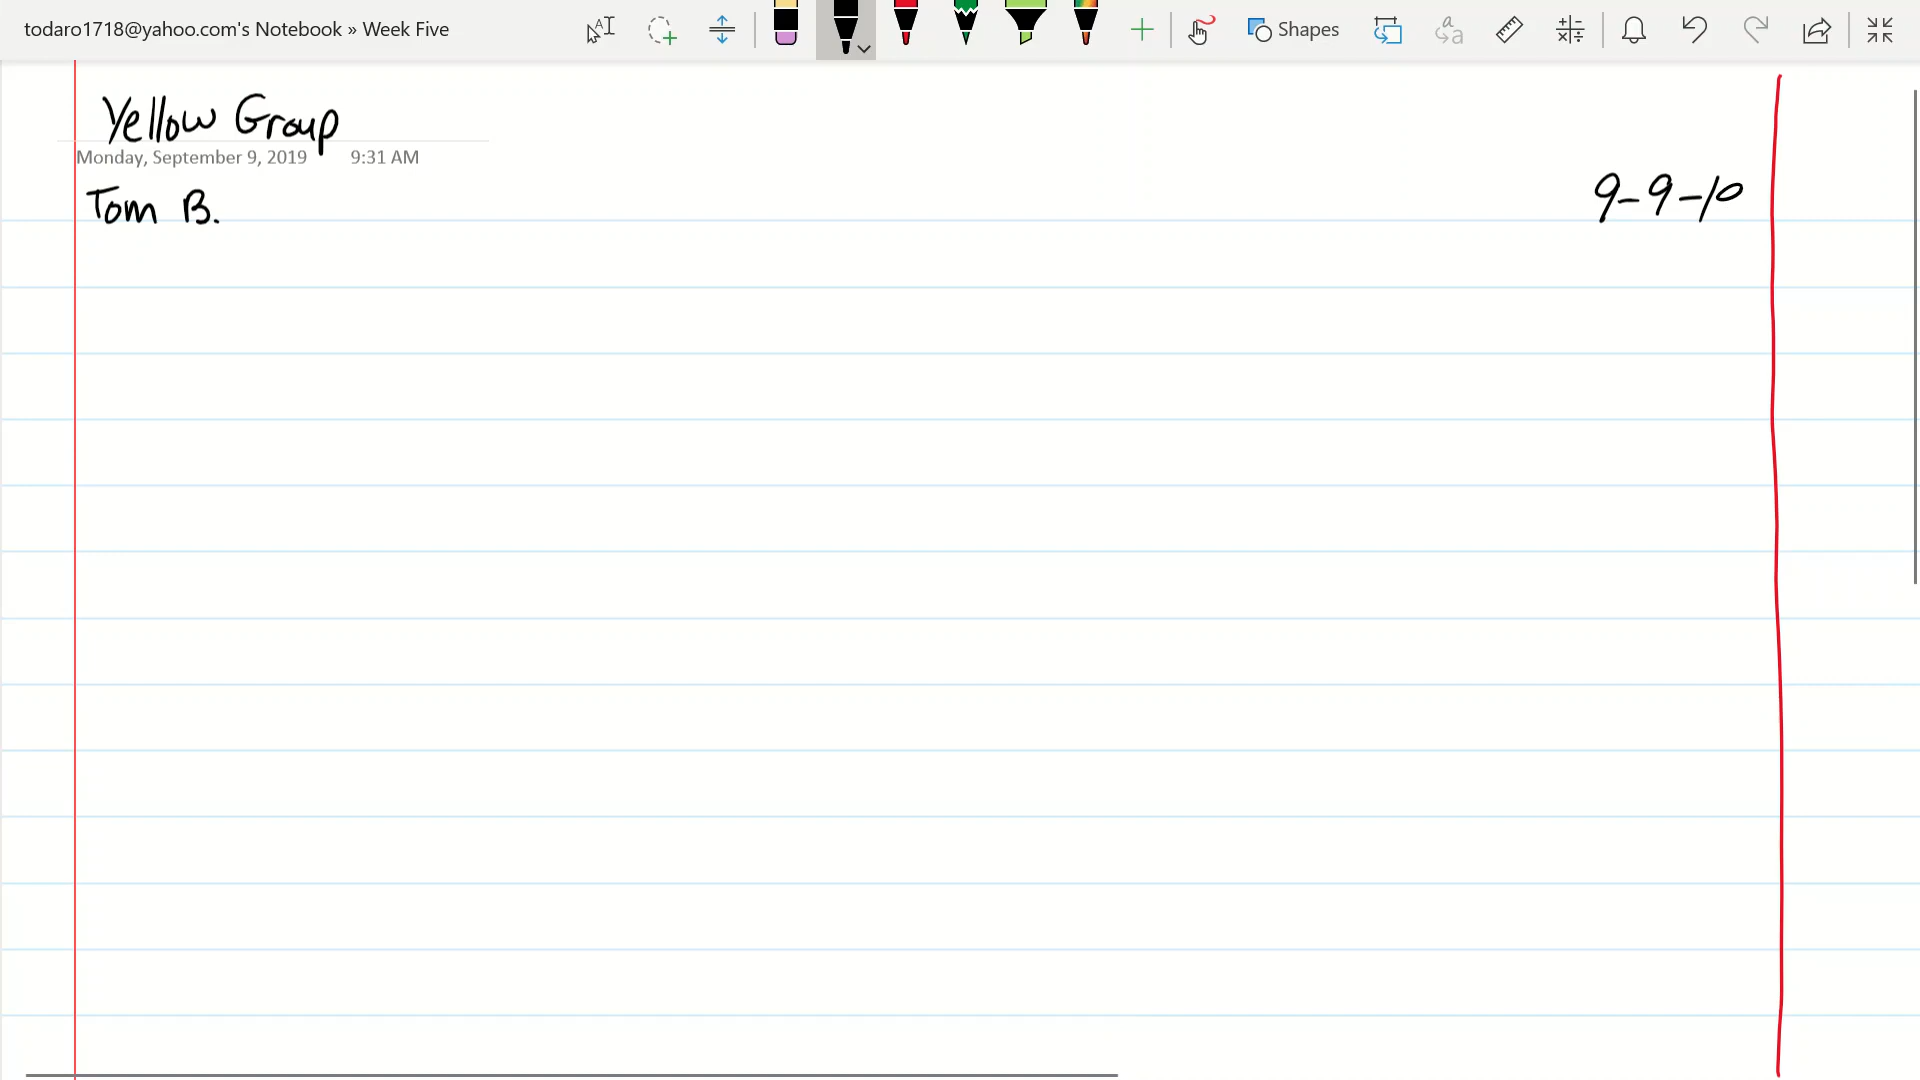 todaro1718@yahoo.com's Notebook » Week Five
Shapes
Yellow Group
Monday, September 9, 2019 9:31 AM
Tom B. 9-9-10